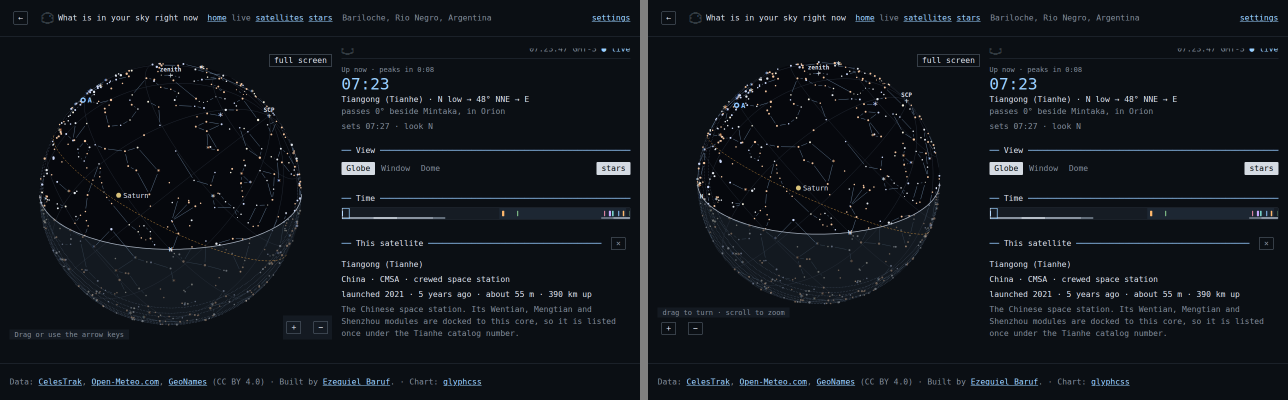 ← What is in your sky right now home live satellites stars Bariloche, Rio Negro, Argentina settings
full screen
07:23:47 GMT-3 ● live
zenith
A
SCP
Saturn
Up now · peaks in 0:08
07:23
Tiangong (Tianhe) · N low → 48° NNE → E
passes 0° beside Mintaka, in Orion
sets 07:27 · look N
View
Globe Window Dome stars
Time
This satellite ×
Tiangong (Tianhe)
China · CMSA · crewed space station
launched 2021 · 5 years ago · about 55 m · 390 km up
The Chinese space station. Its Wentian, Mengtian and
Shenzhou modules are docked to this core, so it is listed
once under the Tianhe catalog number.
Drag or use the arrow keys
+ −
Data: CelesTrak, Open-Meteo.com, GeoNames (CC BY 4.0) · Built by Ezequiel Baruf. · Chart: glyphcss
← What is in your sky right now home live satellites stars Bariloche, Rio Negro, Argentina settings
full screen
07:23:47 GMT-3 ● live
zenith
A
SCP
Saturn
Up now · peaks in 0:08
07:23
Tiangong (Tianhe) · N low → 48° NNE → E
passes 0° beside Mintaka, in Orion
sets 07:27 · look N
View
Globe Window Dome stars
Time
This satellite ×
Tiangong (Tianhe)
China · CMSA · crewed space station
launched 2021 · 5 years ago · about 55 m · 390 km up
The Chinese space station. Its Wentian, Mengtian and
Shenzhou modules are docked to this core, so it is listed
once under the Tianhe catalog number.
drag to turn · scroll to zoom
+ −
Data: CelesTrak, Open-Meteo.com, GeoNames (CC BY 4.0) · Built by Ezequiel Baruf. · Chart: glyphcss